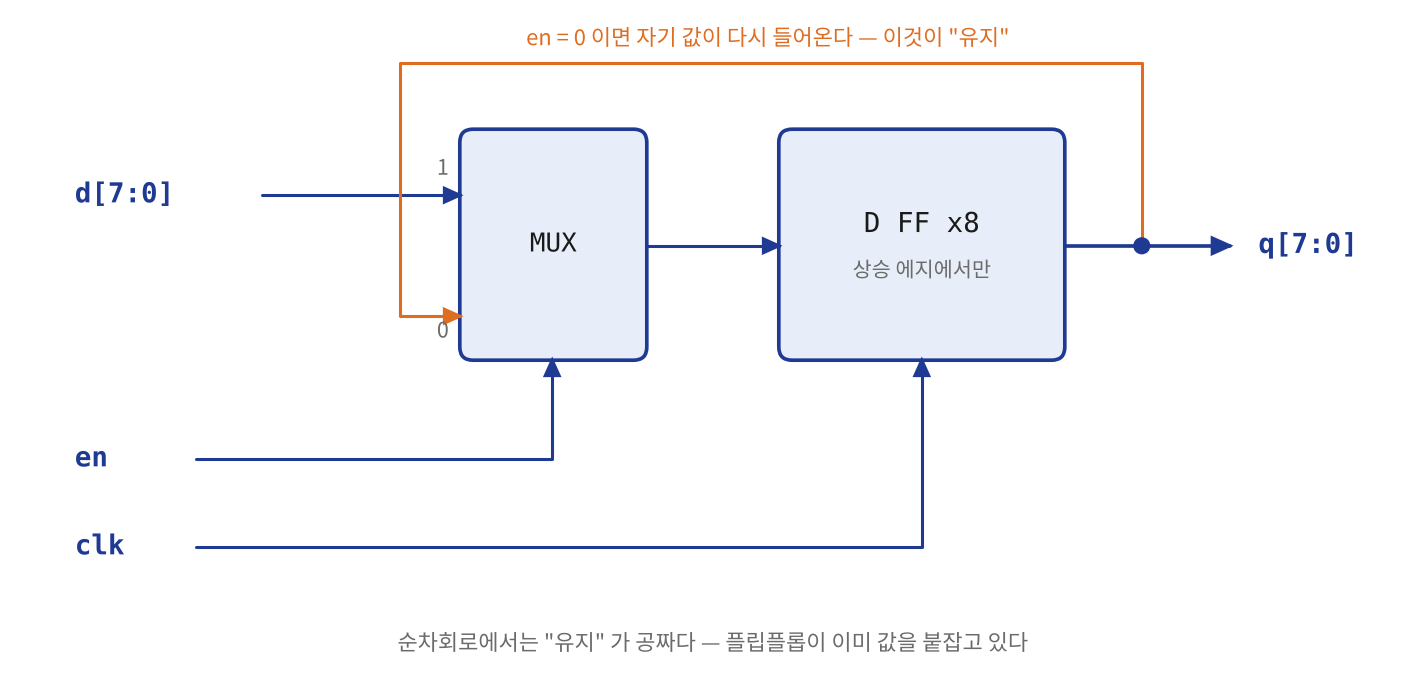 en = 0 이면 자기 값이 다시 들어온다 — 이것이 "유지"
1
d[7:0]
MUX
D FF x8
상승 에지에서만
q[7:0]
0
en
clk
순차회로에서는 "유지" 가 공짜다 — 플립플롭이 이미 값을 붙잡고 있다